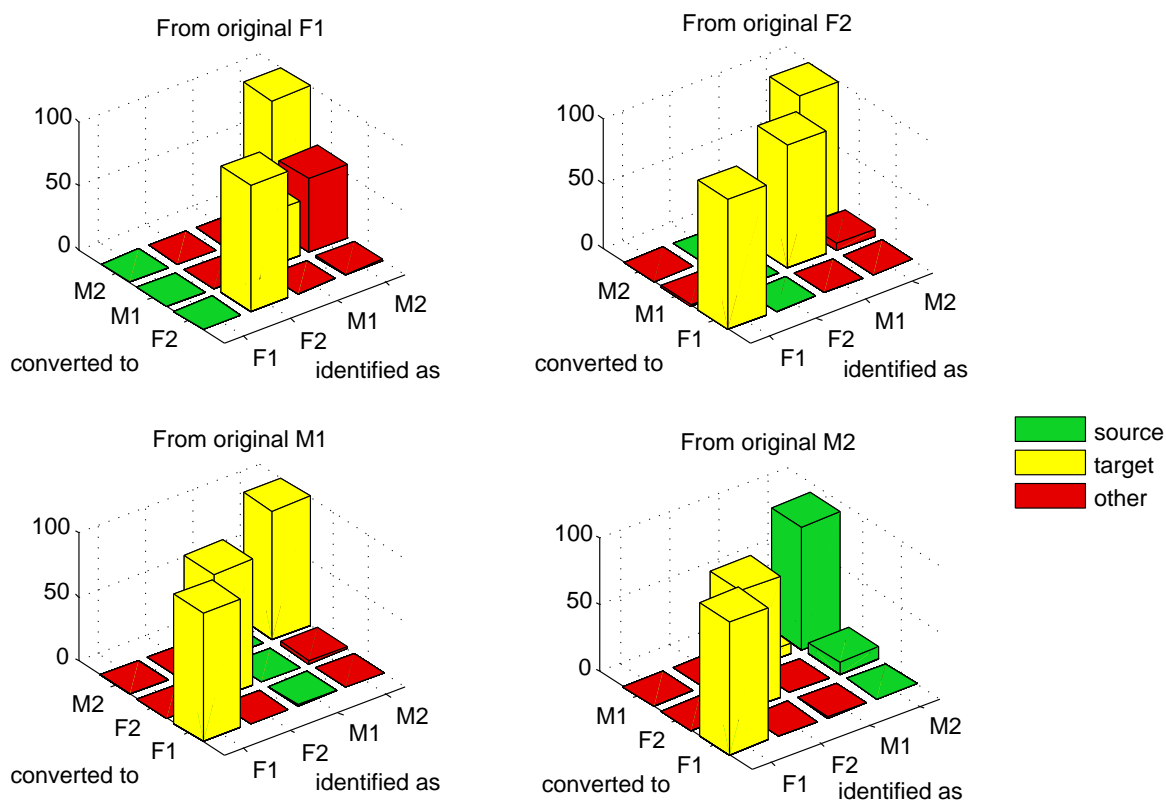 From original F1
100
50
0
M2
M1
F2
F1
F2
M1
M2
converted to
identified as
From original F2
100
50
0
M2
M1
F1
F1
F2
M1
M2
converted to
identified as
From original M1
100
50
0
M2
F2
F1
F1
F2
M1
M2
converted to
identified as
From original M2
100
50
0
M1
F2
F1
F1
F2
M1
M2
converted to
identified as
source
target
other